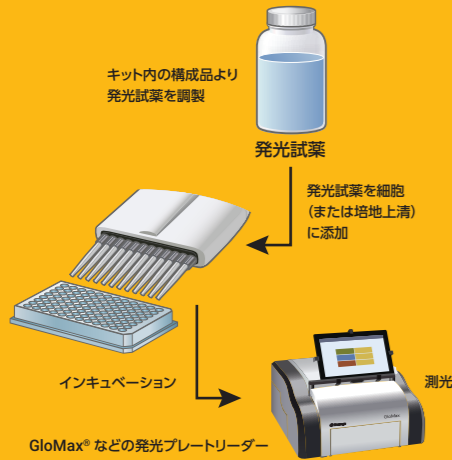 キット内の構成品より
発光試薬を調製
発光試薬
発光試薬を細胞
（または培地上清）
に添加
インキュベーション
測光
GloMax
GloMax® などの発光プレートリーダー